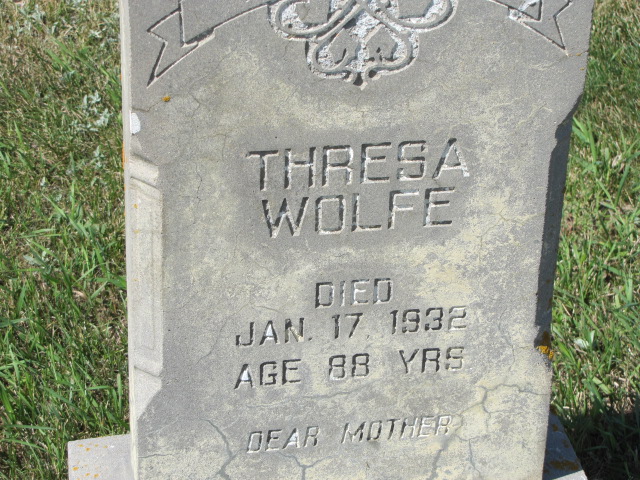 THRESA
WOLFE
DIED
JAN. 17, 1932
AGE 88 YRS
DEAR MOTHER